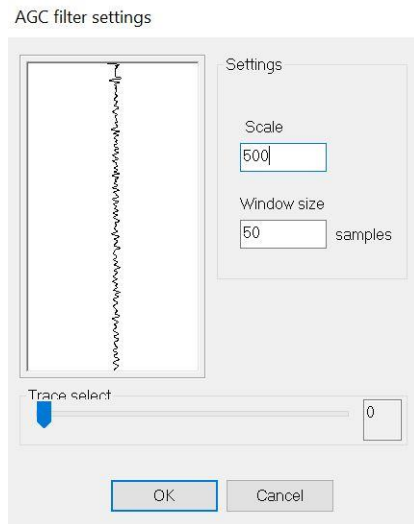 AGC filter settings
Settings
Scale
500
Window size
50 samples
Trace select
0
OK Cancel